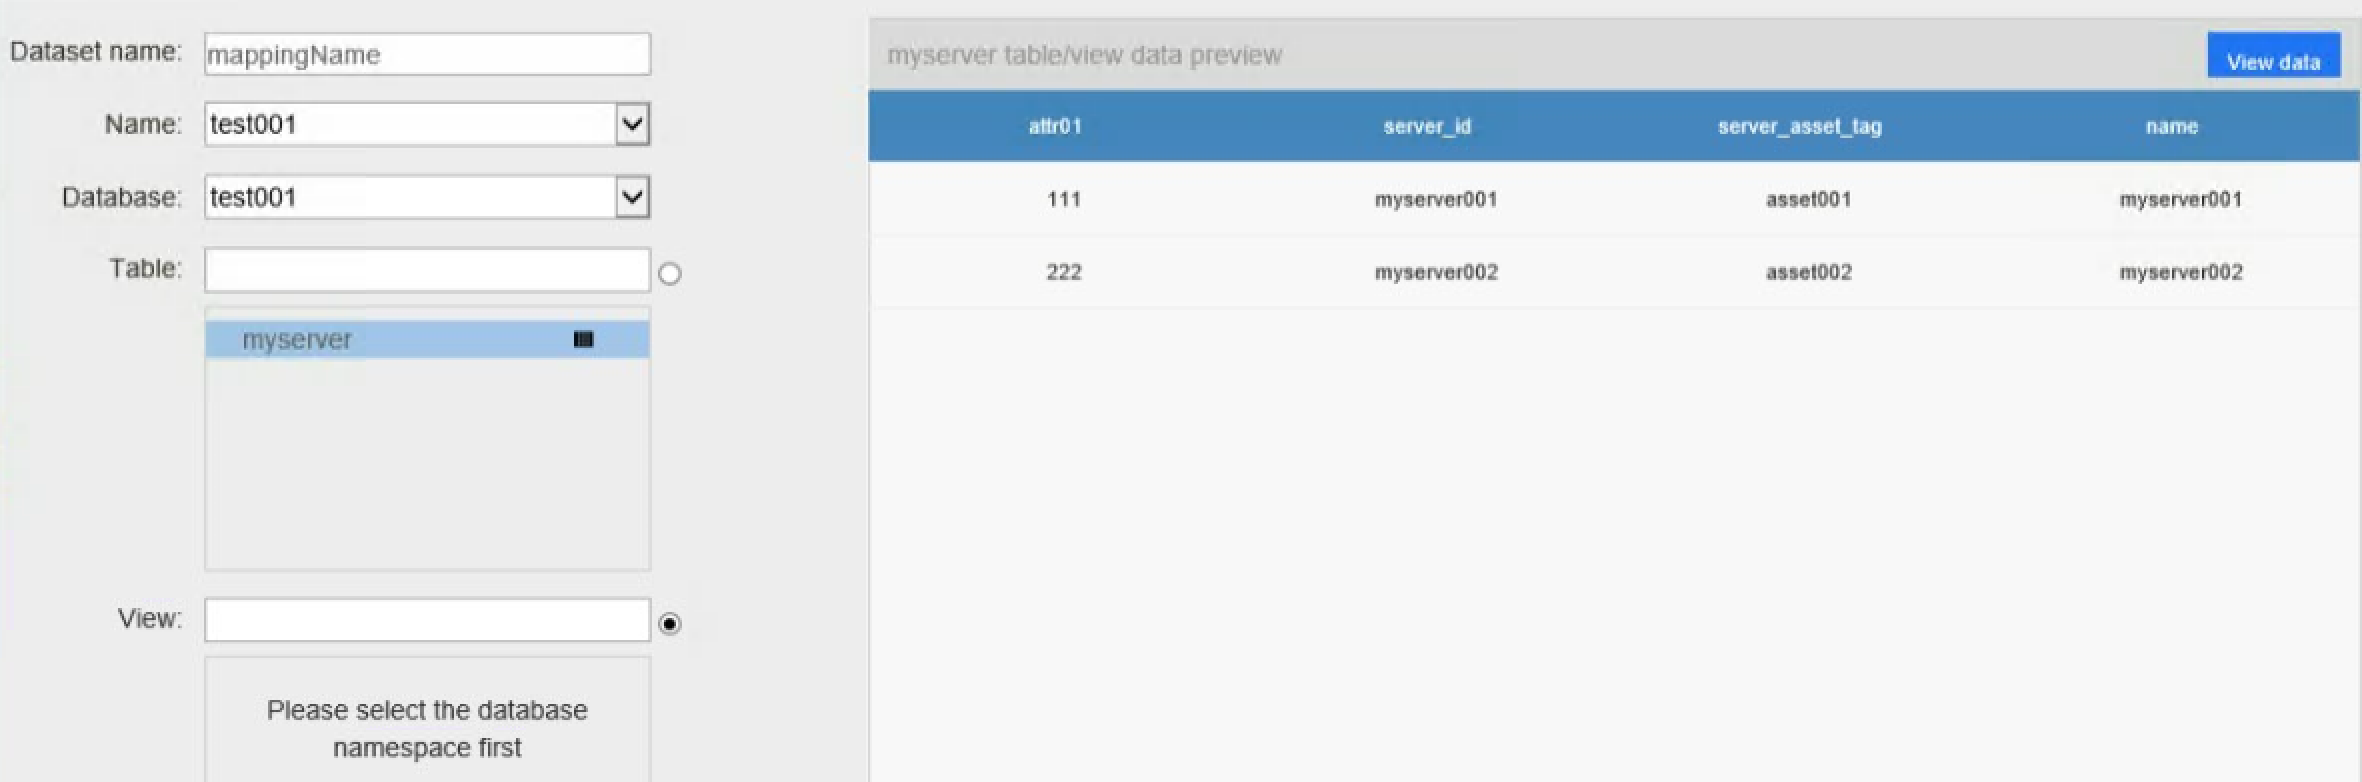 Dataset name: mappingName
Name: test001
Database: test001
Table:
myserver
View:
Please select the database
namespace first
myserver table/view data preview View data
attr01 server_id server_asset_tag name
111 myserver001 asset001 myserver001
222 myserver002 asset002 myserver002